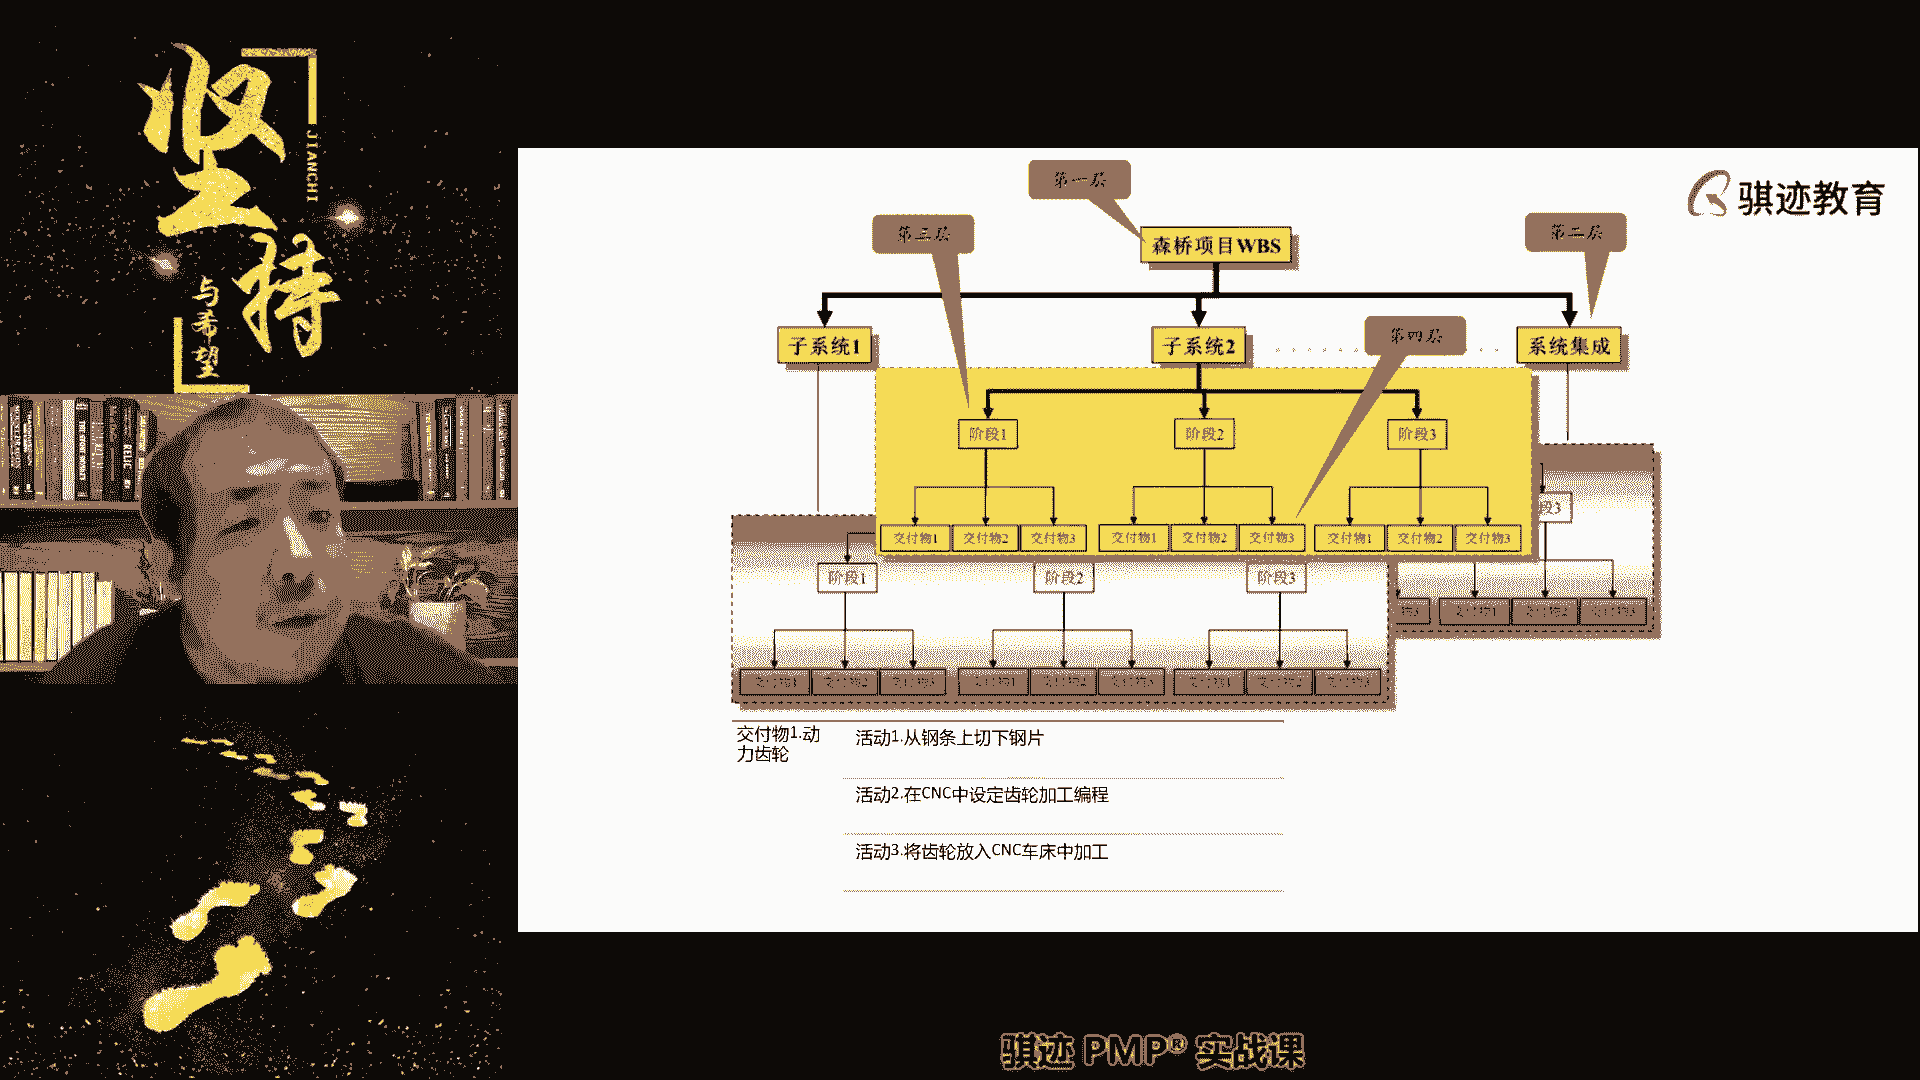 坚持
JIANCHI
与希望
骐迹教育
第一层
第三层
第二层
森桥项目WBS
第四层
子系统1
子系统2
系统集成
阶段1
阶段2
阶段3
交付物1
交付物2
交付物3
交付物1
交付物2
交付物3
交付物1
交付物2
交付物3
段3
阶段1
阶段2
阶段3
交付物1.动
力齿轮
活动1.从钢条上切下钢片
活动2.在CNC中设定齿轮加工编程
活动3.将齿轮放入CNC车床中加工
骐迹 PMP® 实战课